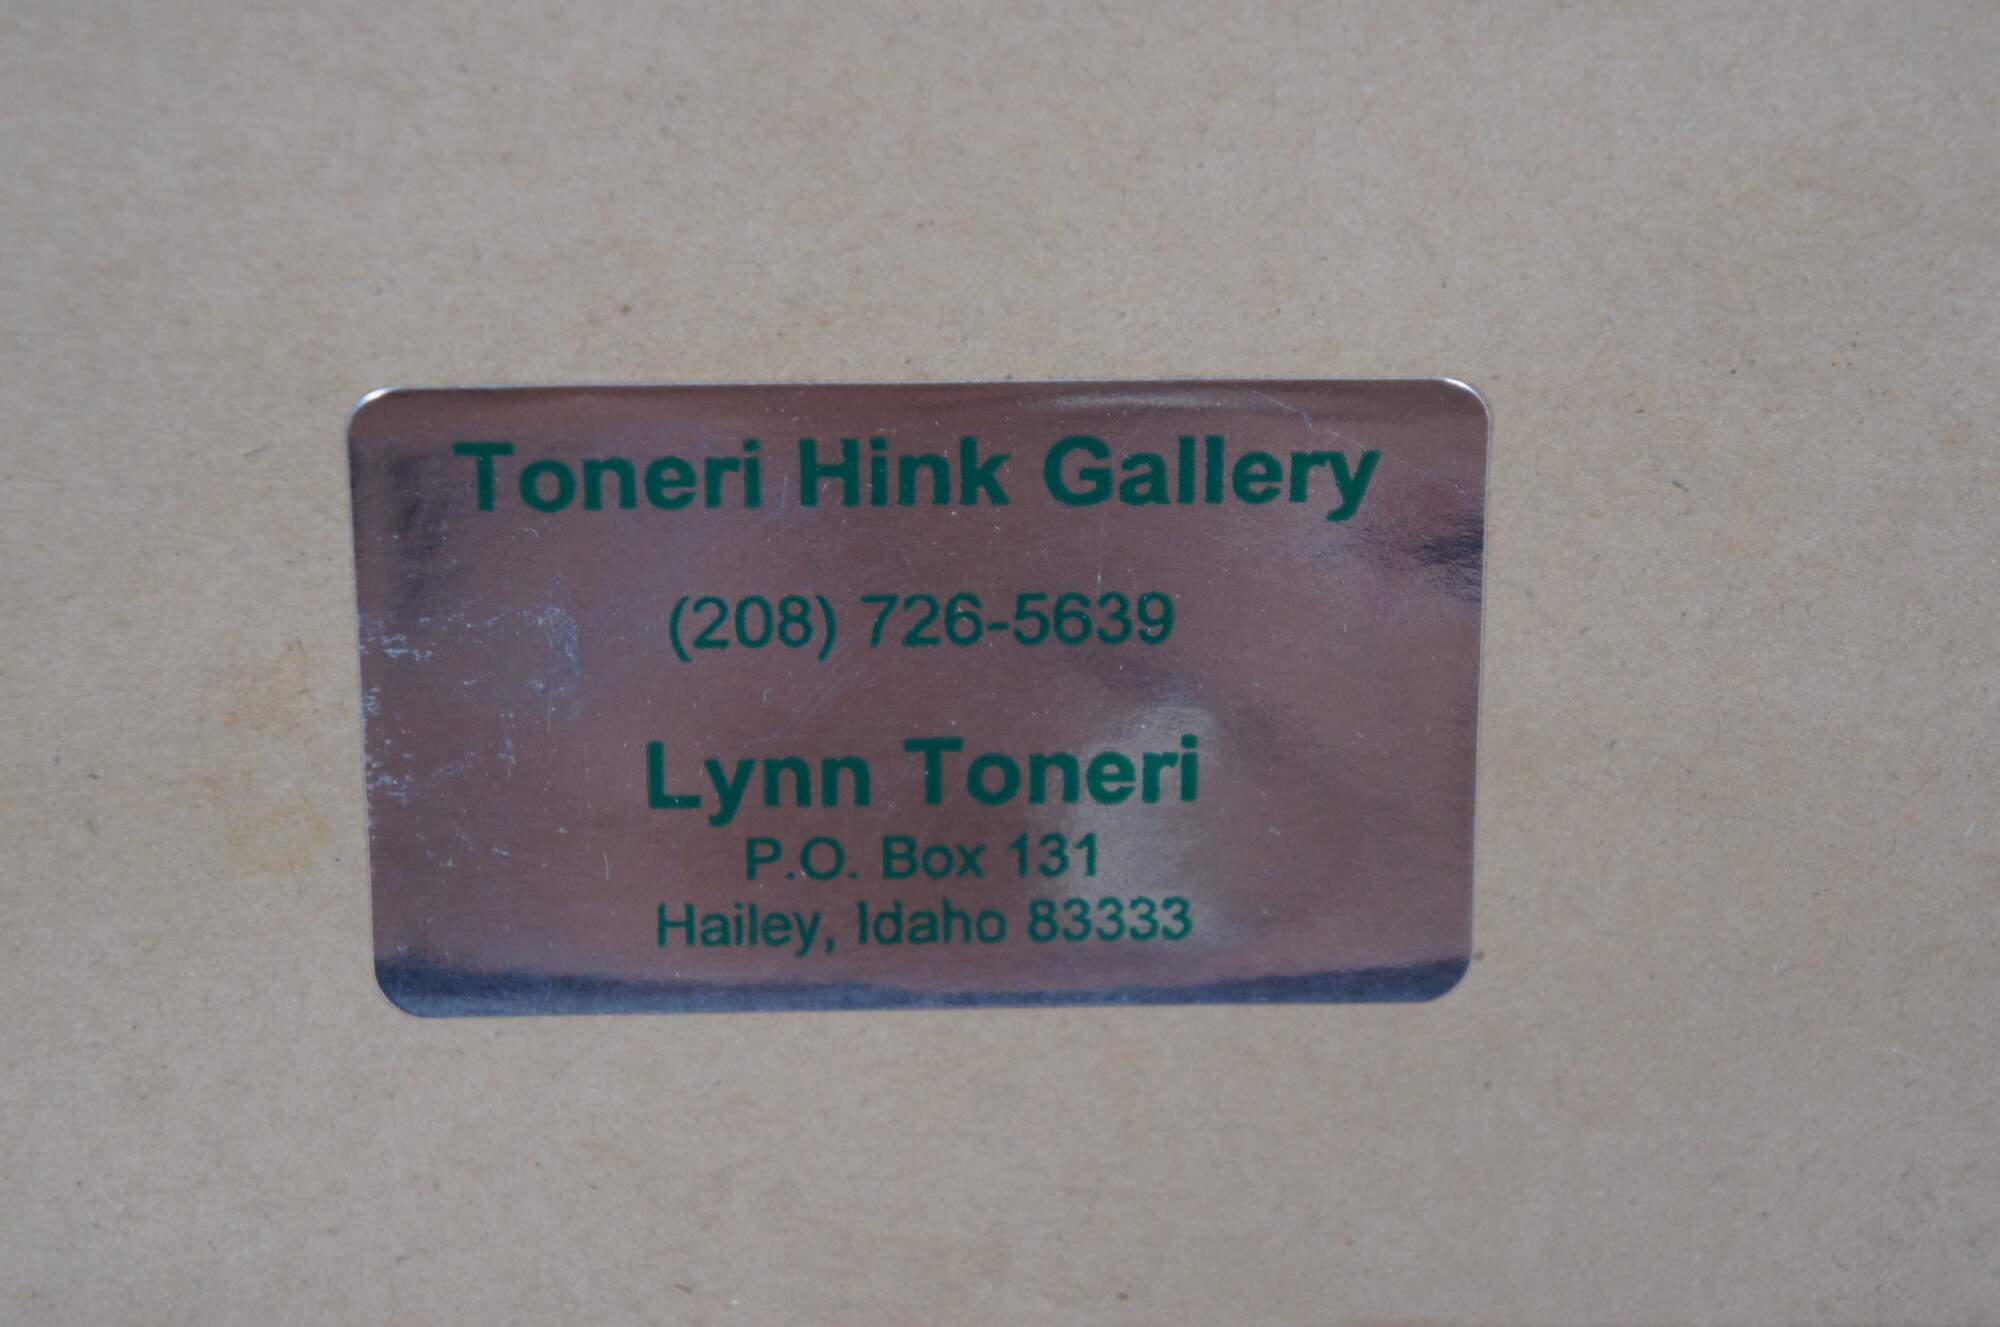 Toneri Hink Gallery
(208) 726-5639
Lynn Toneri
P.O. Box 131
Hailey, Idaho 83333